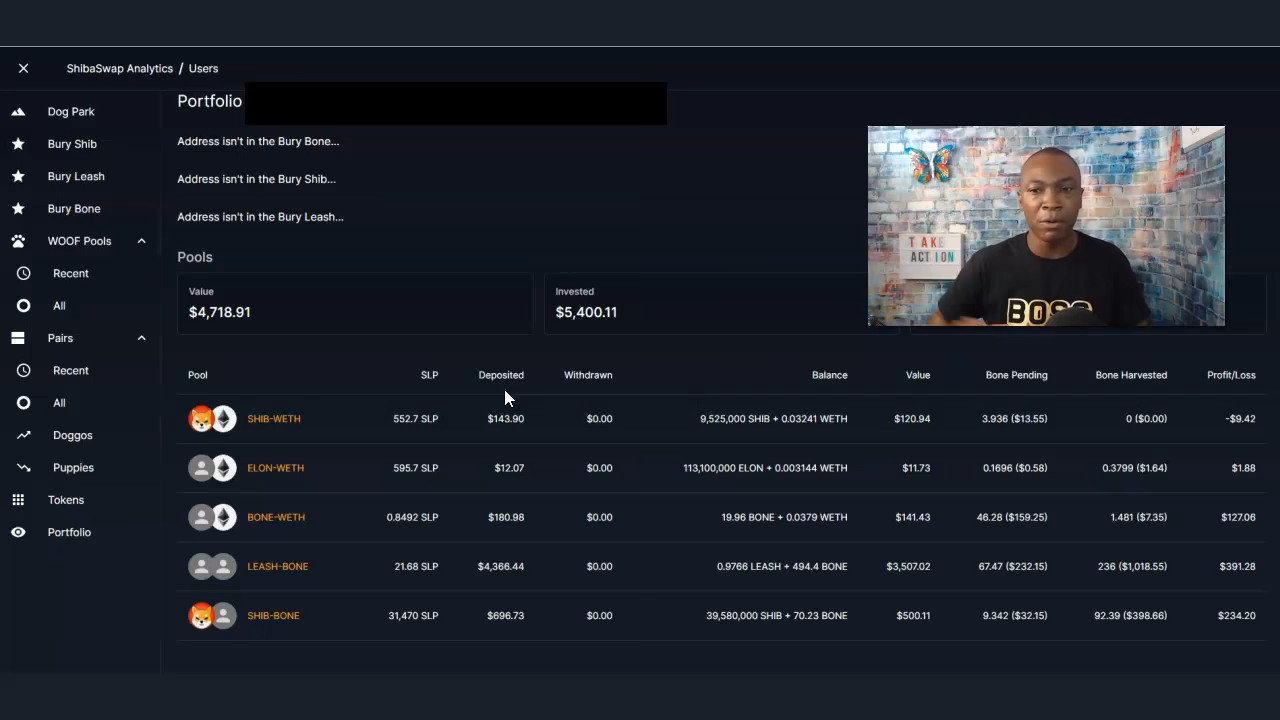 ShibaSwap Analytics / Users
Dog Park
Bury Shib
Bury Leash
Bury Bone
WOOF Pools
Recent
All
Pairs
Recent
All
Doggos
Puppies
Tokens
Portfolio
Portfolio
Address isn't in the Bury Bone...
Address isn't in the Bury Shib...
Address isn't in the Bury Leash...
Pools
Value
$4,718.91
Invested
$5,400.11
Pool SLP Deposited Withdrawn Balance Value Bone Pending Bone Harvested Profit/Loss
SHIB-WETH 552.7 SLP $143.90 $0.00 9,525,000 SHIB + 0.03241 WETH $120.94 3.936 ($13.55) 0 ($0.00) -$9.42
ELON-WETH 595.7 SLP $12.07 $0.00 113,100,000 ELON + 0.003144 WETH $11.73 0.1696 ($0.58) 0.3799 ($1.64) $1.88
BONE-WETH 0.8492 SLP $180.98 $0.00 19.96 BONE + 0.0379 WETH $141.43 46.28 ($159.25) 1.481 ($7.35) $127.06
LEASH-BONE 21.68 SLP $4,366.44 $0.00 0.9766 LEASH + 494.4 BONE $3,507.02 67.47 ($232.15) 236 ($1,018.55) $391.28
SHIB-BONE 31,470 SLP $696.73 $0.00 39,580,000 SHIB + 70.23 BONE $500.11 9.342 ($32.15) 92.39 ($398.66) $234.20
TAKE
ACTION
BOSS